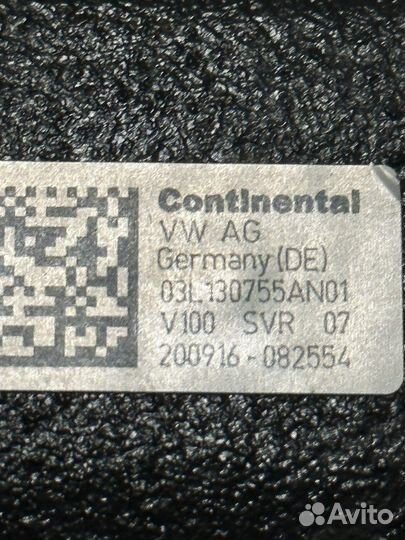 Continental
VW AG
Germany (DE)
03L130755AN01
V100 SVR 07
200916-082554
Avito